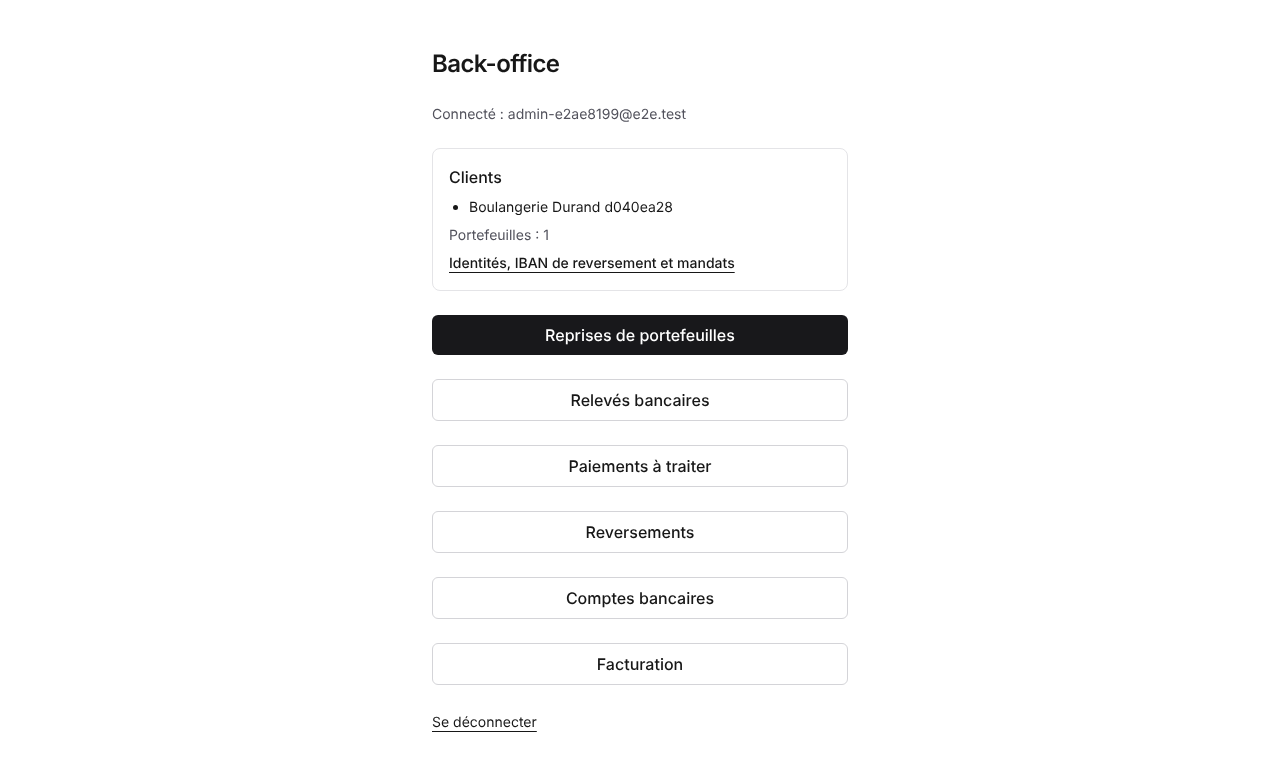 Back-office
Connecté : admin-e2ae8199@e2e.test
Clients
Boulangerie Durand d040ea28
Portefeuilles : 1
Identités, IBAN de reversement et mandats
Reprises de portefeuilles
Relevés bancaires
Paiements à traiter
Reversements
Comptes bancaires
Facturation
Se déconnecter